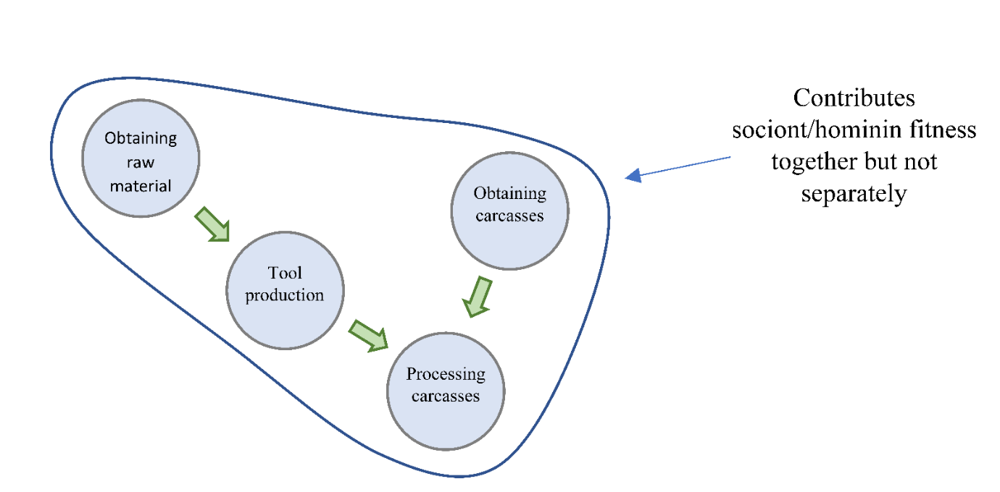 Contributes
sociont/hominin fitness
together but not
separately
Obtaining
raw
material
Obtaining
carcasses
Tool
production
Processing
carcasses